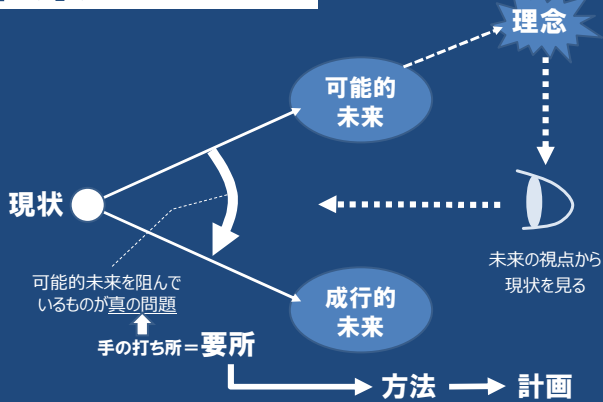 理念
可能的
未来
現状
未来の視点から
現状を見る
可能的未来を阻んで
いるものが真の問題
成行的
未来
手の打ち所＝要所
方法
計画